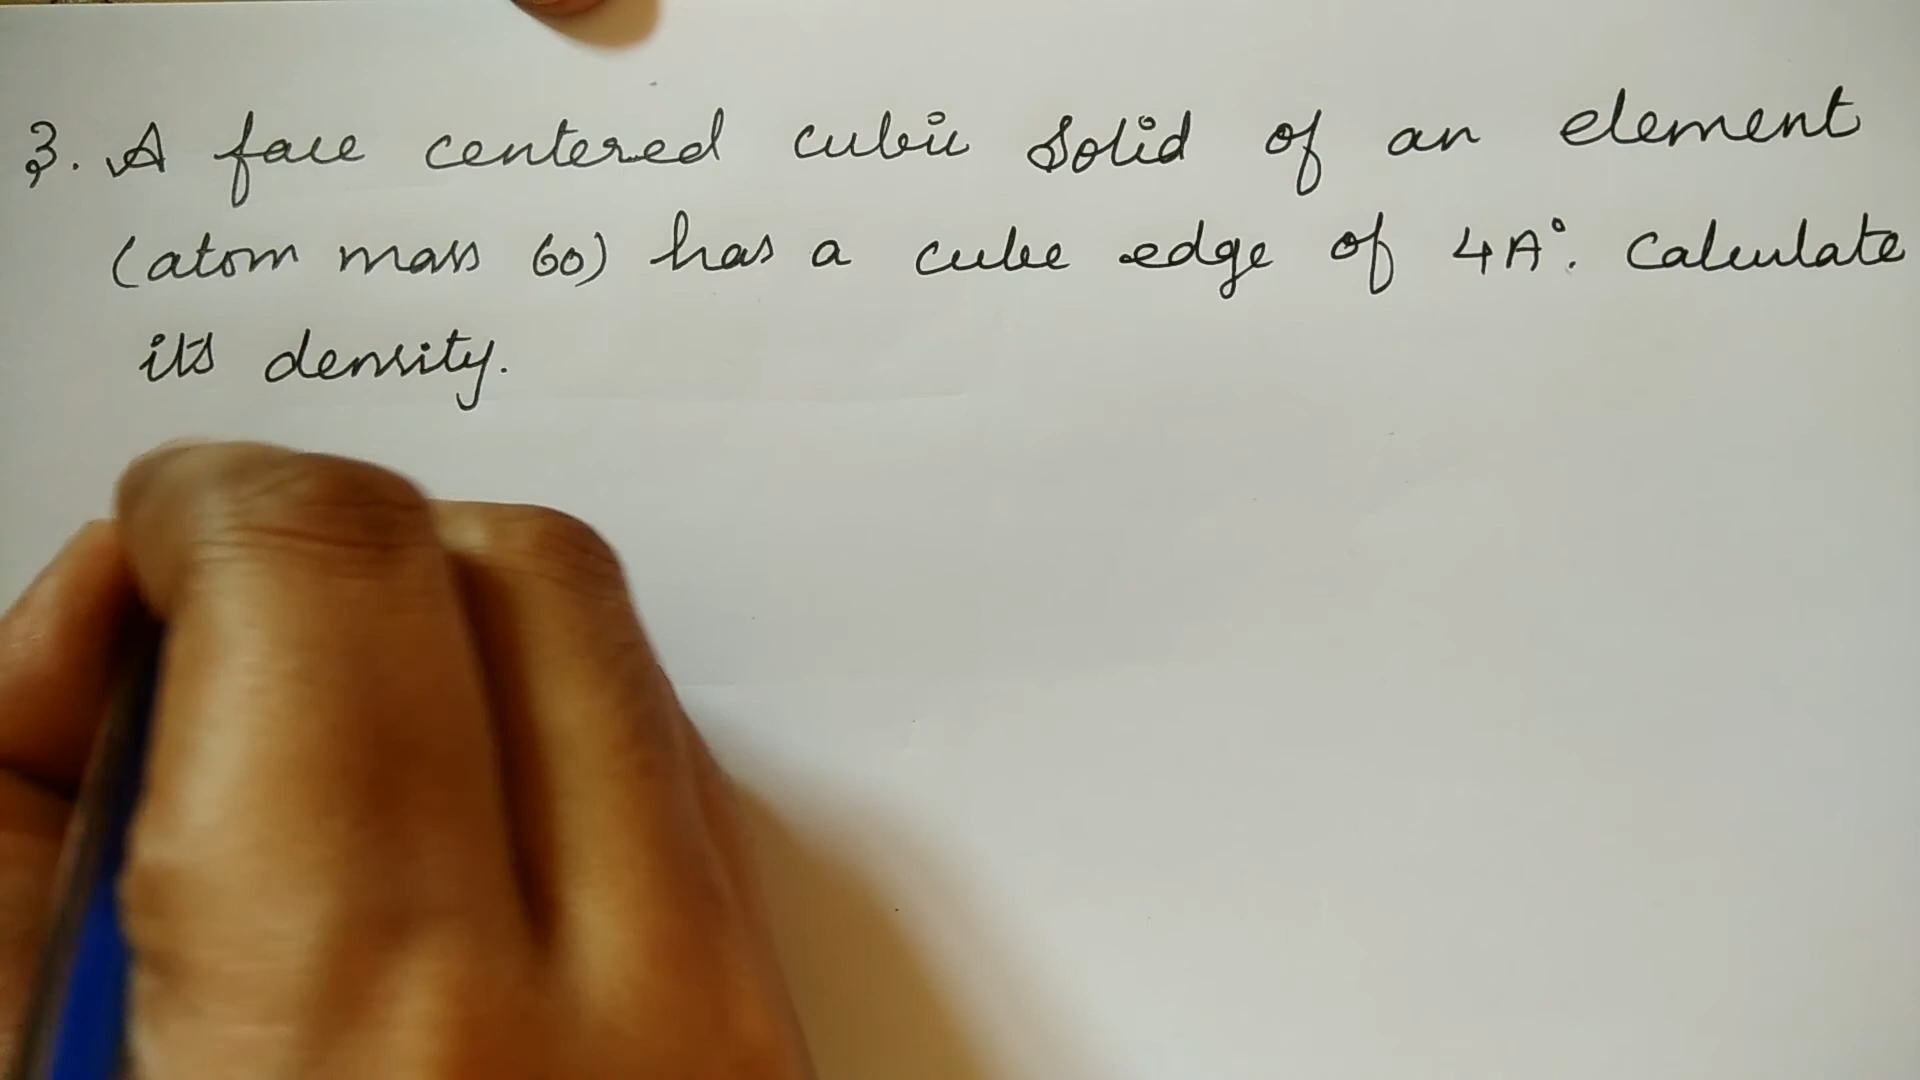 3. A face centered cubic solid of an element
(atom mass 60) has a cube edge of 4A°. Calculate
its density.